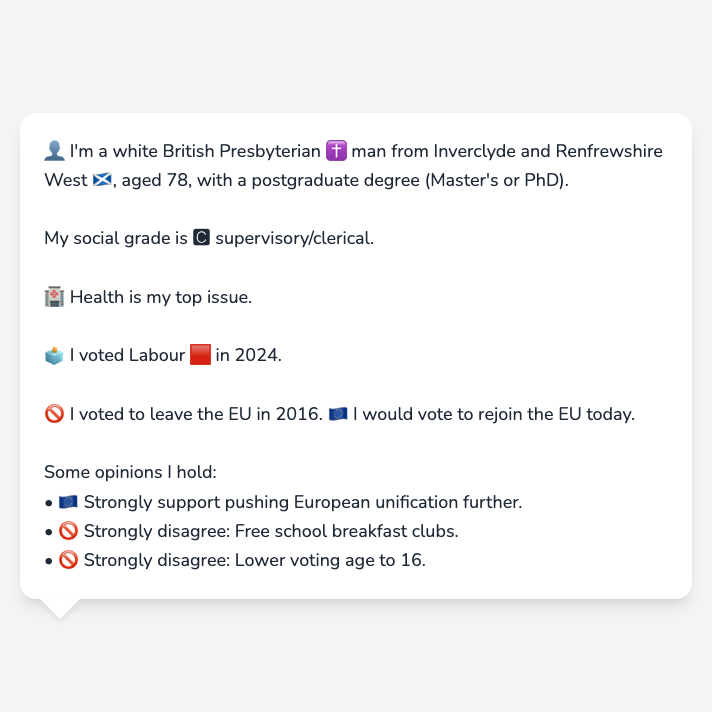 👤 I'm a white British Presbyterian ✝️ man from Inverclyde and Renfrewshire
West 🏴󠁧󠁢󠁳󠁣󠁴󠁿, aged 78, with a postgraduate degree (Master's or PhD).
My social grade is 🅲 supervisory/clerical.
🏥 Health is my top issue.
🗳️ I voted Labour 🟥 in 2024.
🚫 I voted to leave the EU in 2016. 🇪🇺 I would vote to rejoin the EU today.
Some opinions I hold:
• 🇪🇺 Strongly support pushing European unification further.
• 🚫 Strongly disagree: Free school breakfast clubs.
• 🚫 Strongly disagree: Lower voting age to 16.